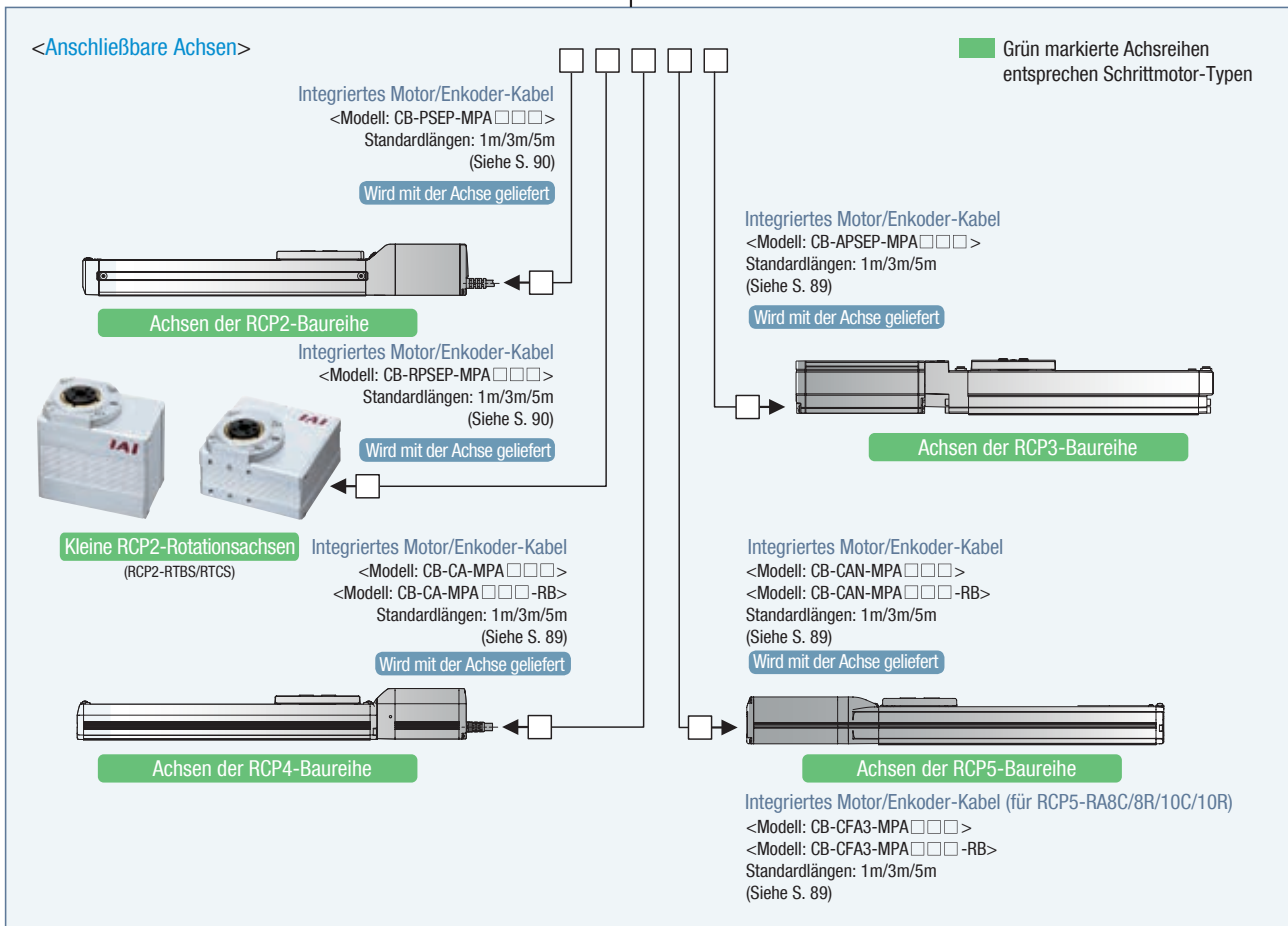 <Anschließbare Achsen>
Grün markierte Achsreihen
entsprechen Schrittmotor-Typen
Integriertes Motor/Enkoder-Kabel
<Modell: CB-PSEP-MPA□□□>
Standardlängen: 1m/3m/5m
(Siehe S. 90)
Wird mit der Achse geliefert
Achsen der RCP2-Baureihe
Integriertes Motor/Enkoder-Kabel
<Modell: CB-APSEP-MPA□□□>
Standardlängen: 1m/3m/5m
(Siehe S. 89)
Wird mit der Achse geliefert
Achsen der RCP3-Baureihe
Integriertes Motor/Enkoder-Kabel
<Modell: CB-RPSEP-MPA□□□>
Standardlängen: 1m/3m/5m
(Siehe S. 90)
Wird mit der Achse geliefert
IAI
IAI
Kleine RCP2-Rotationsachsen
(RCP2-RTBS/RTCS)
Integriertes Motor/Enkoder-Kabel
<Modell: CB-CA-MPA□□□>
<Modell: CB-CA-MPA□□□-RB>
Standardlängen: 1m/3m/5m
(Siehe S. 89)
Wird mit der Achse geliefert
Achsen der RCP4-Baureihe
Integriertes Motor/Enkoder-Kabel
<Modell: CB-CAN-MPA□□□>
<Modell: CB-CAN-MPA□□□-RB>
Standardlängen: 1m/3m/5m
(Siehe S. 89)
Wird mit der Achse geliefert
Achsen der RCP5-Baureihe
Integriertes Motor/Enkoder-Kabel (für RCP5-RA8C/8R/10C/10R)
<Modell: CB-CFA3-MPA□□□>
<Modell: CB-CFA3-MPA□□□-RB>
Standardlängen: 1m/3m/5m
(Siehe S. 89)